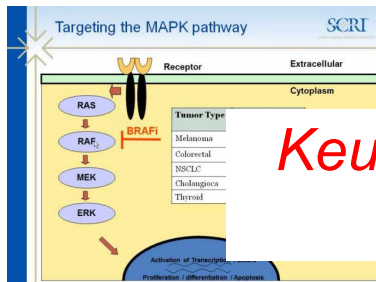 Targeting the MAPK pathway
SCRI
Receptor
Extracellular
Cytoplasm
RAS
BRAFi
RAF
MEK
ERK
Tumor Type
Melanoma
Colorectal
NSCLC
Cholangioca
Thyroid
Keu
Activation of Transcription
Proliferation / differentiation / Apoptosis